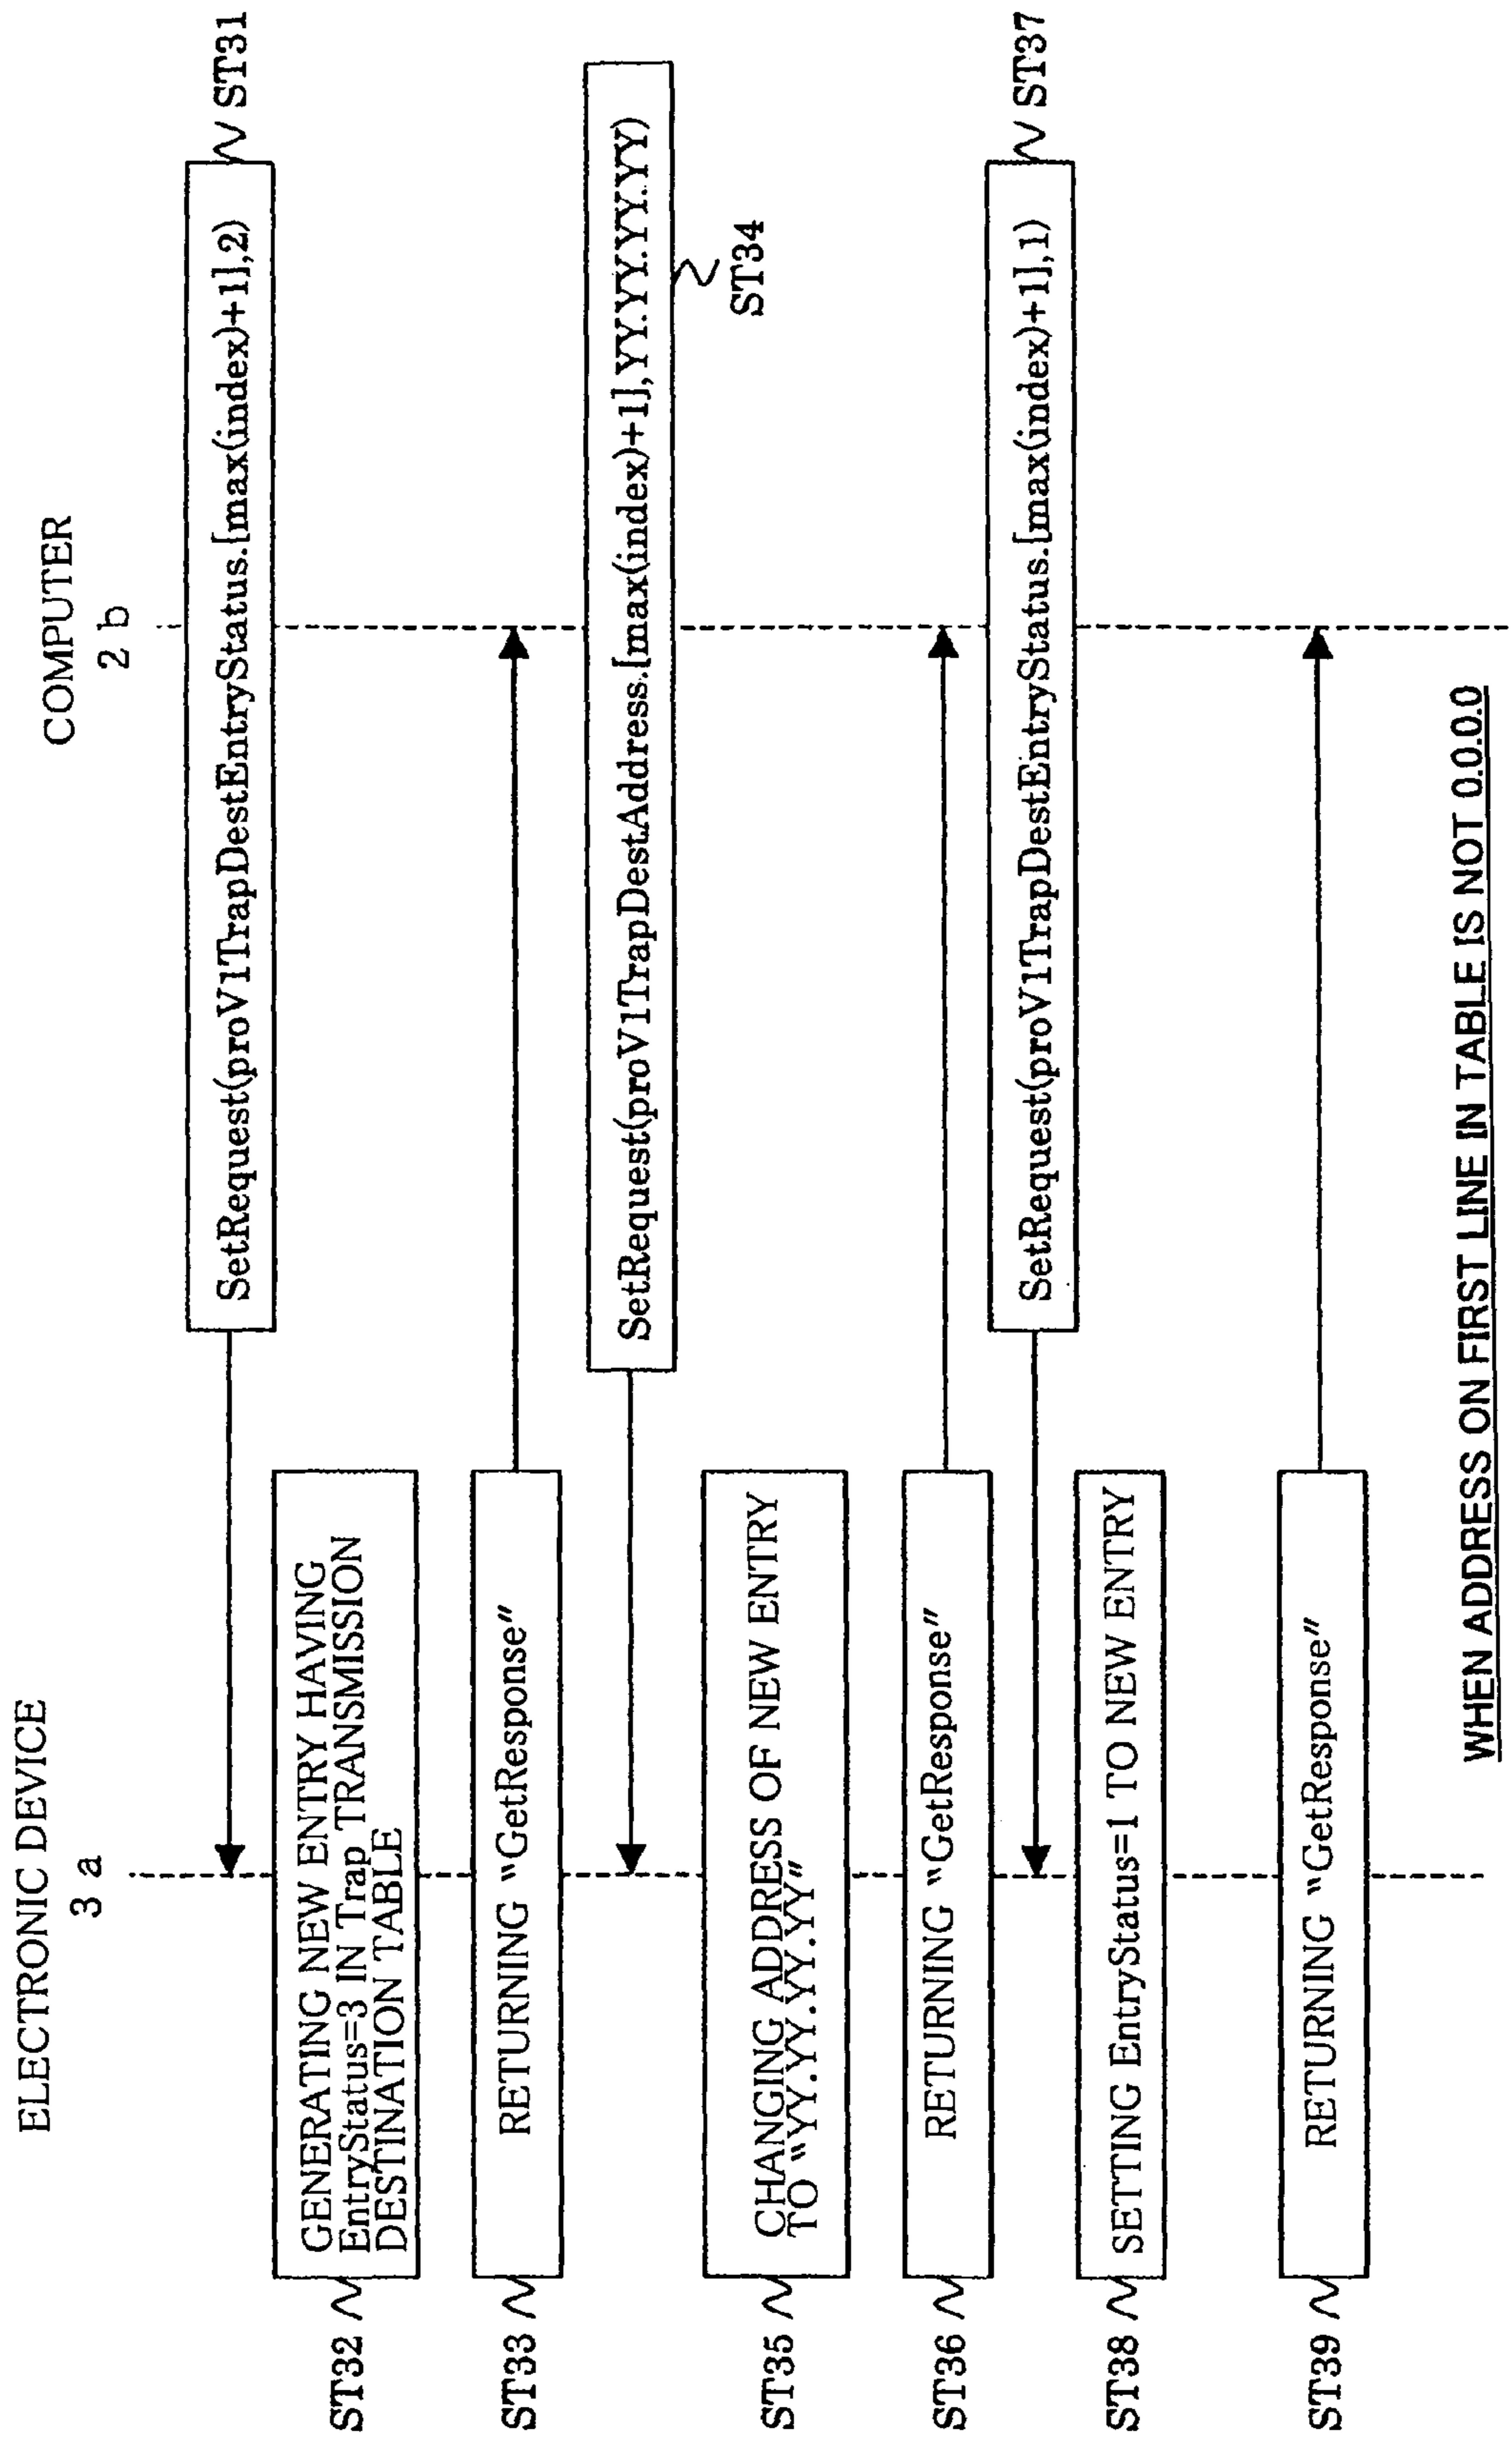 ELECTRONIC DEVICE
3 a
COMPUTER
2 b
SetRequest(proV1TrapDestEntryStatus.[max(index)+1],2)
ST31
ST32
GENERATING NEW ENTRY HAVING
EntryStatus=3 IN Trap TRANSMISSION
DESTINATION TABLE
ST33
RETURNING "GetResponse"
SetRequest(proV1TrapDestAddress.[max(index)+1],YY.YY.YY.YY)
ST34
ST35
CHANGING ADDRESS OF NEW ENTRY
TO "YY.YY.YY.YY"
ST36
RETURNING "GetResponse"
SetRequest(proV1TrapDestEntryStatus.[max(index)+1],1)
ST37
ST38
SETTING EntryStatus=1 TO NEW ENTRY
ST39
RETURNING "GetResponse"
WHEN ADDRESS ON FIRST LINE IN TABLE IS NOT 0.0.0.0